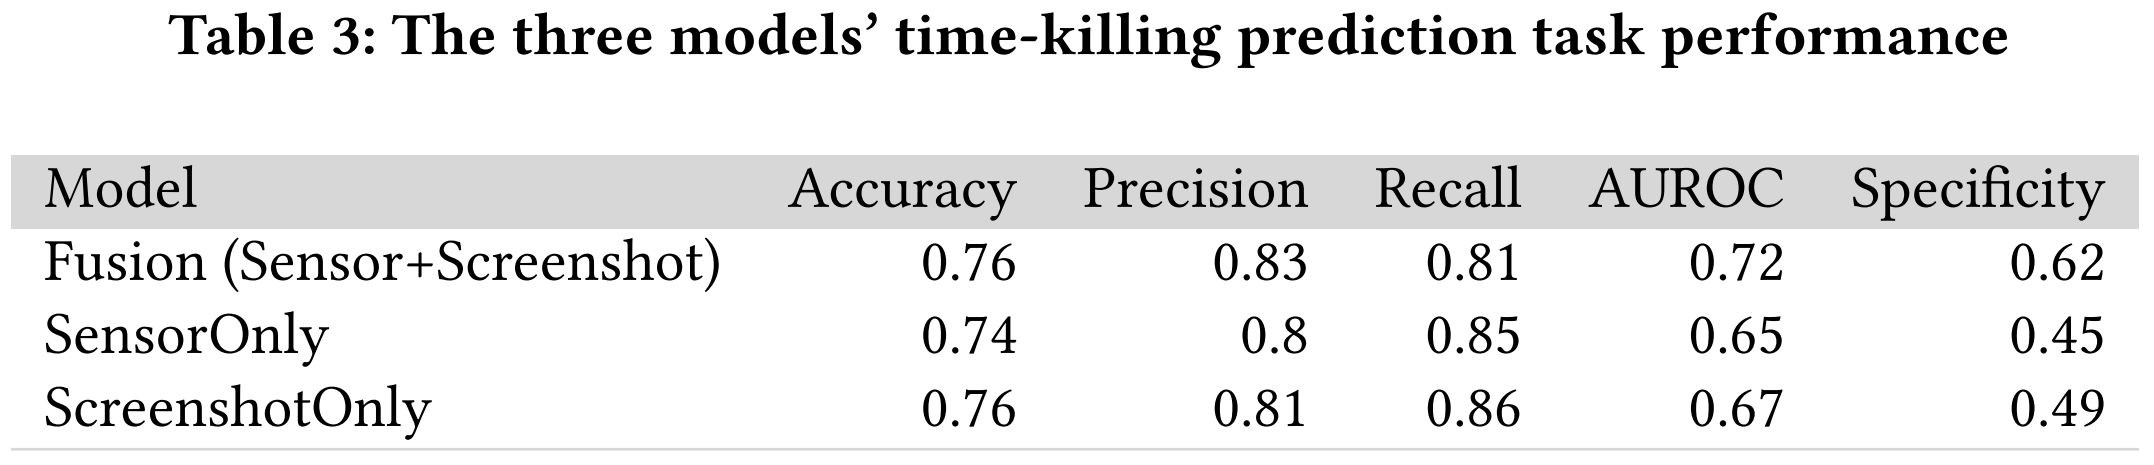 Table 3: The three models’ time-killing prediction task performance
Model Accuracy Precision Recall AUROC Specificity
Fusion (Sensor+Screenshot) 0.76 0.83 0.81 0.72 0.62
SensorOnly 0.74 0.8 0.85 0.65 0.45
ScreenshotOnly 0.76 0.81 0.86 0.67 0.49